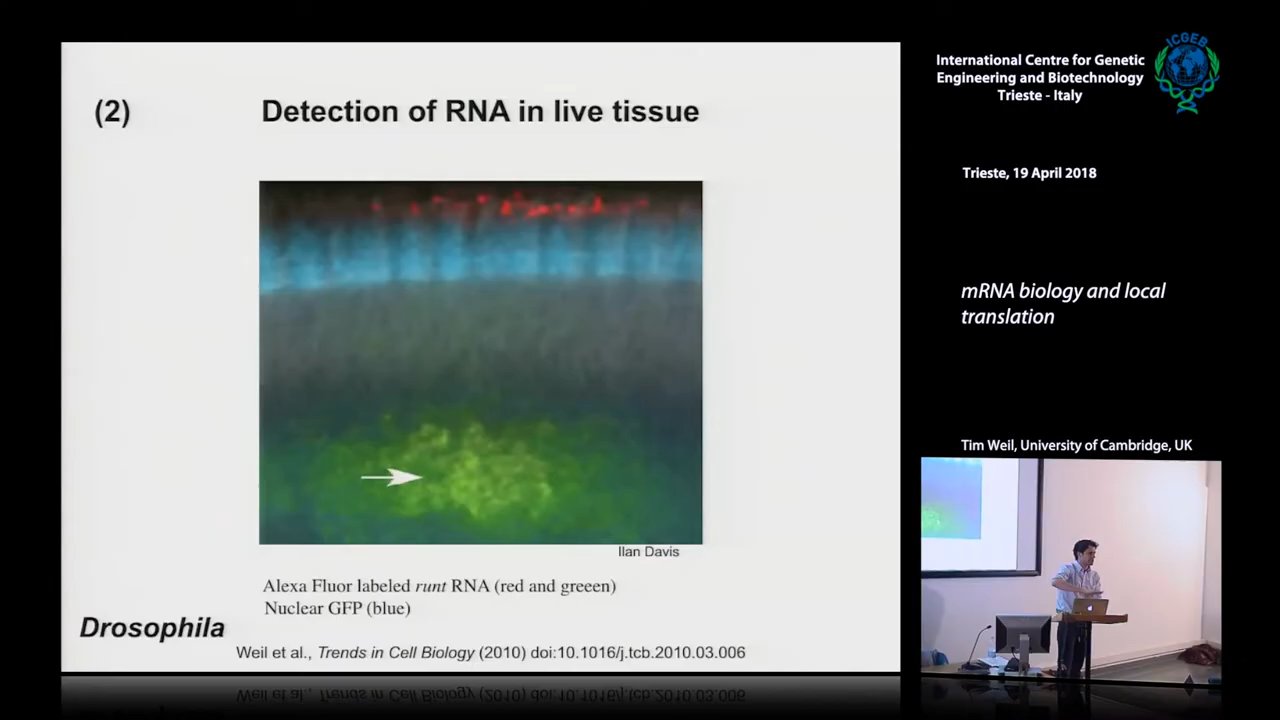 (2)
Detection of RNA in live tissue
Ilan Davis
Alexa Fluor labeled runt RNA (red and greeen)
Nuclear GFP (blue)
Drosophila
Weil et al., Trends in Cell Biology (2010) doi:10.1016/j.tcb.2010.03.006
International Centre for Genetic
Engineering and Biotechnology
Trieste - Italy
ICGEB
Trieste, 19 April 2018
mRNA biology and local
translation
Tim Weil, University of Cambridge, UK